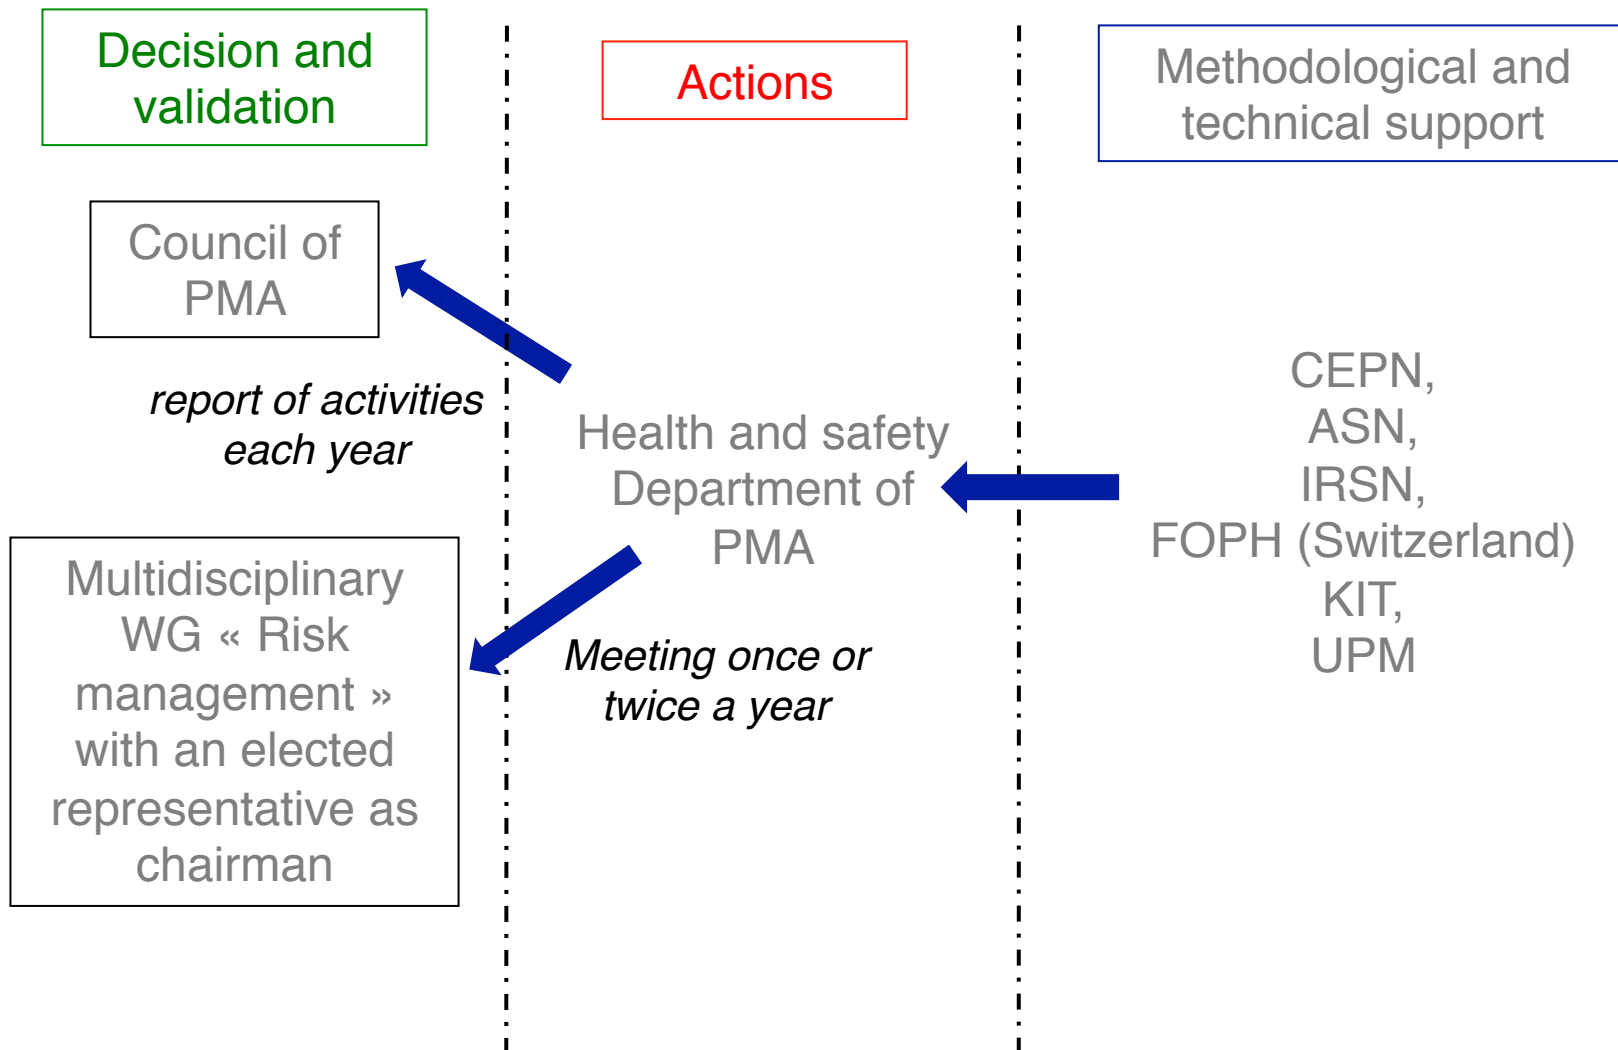 Decision and
validation
Actions
Methodological and
technical support
Council of
PMA
report of activities
each year
Multidisciplinary
WG « Risk
management »
with an elected
representative as
chairman
Health and safety
Department of
PMA
Meeting once or
twice a year
CEPN,
ASN,
IRSN,
FOPH (Switzerland)
KIT,
UPM